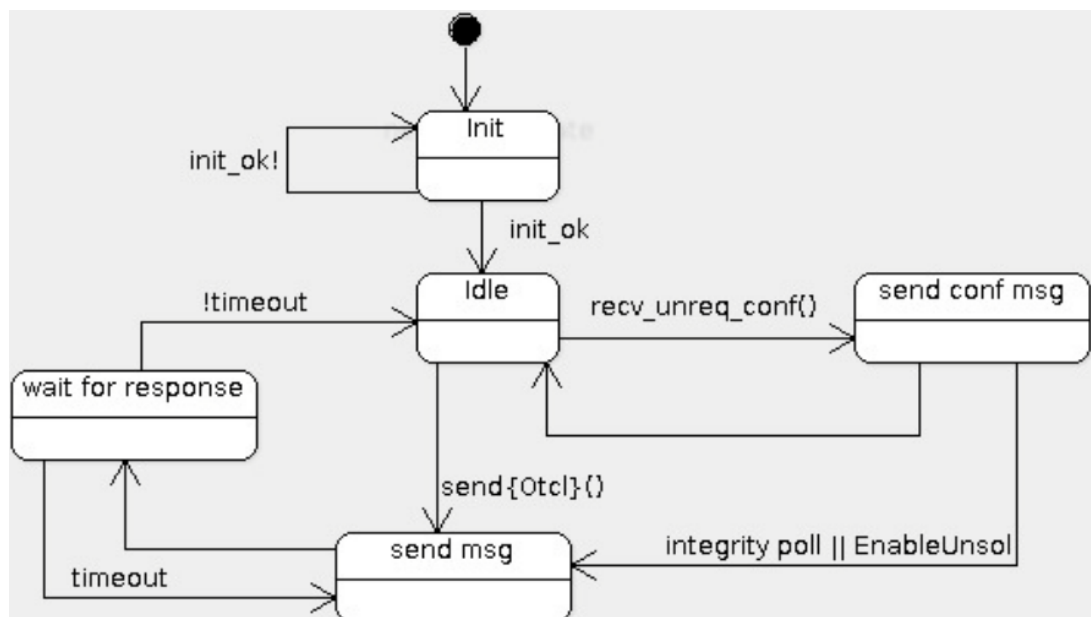 Init
init_ok!
init_ok
Idle
send conf msg
!timeout
recv_unreq_conf()
wait for response
send{Otcl}()
send msg
integrity poll || EnableUnsol
timeout